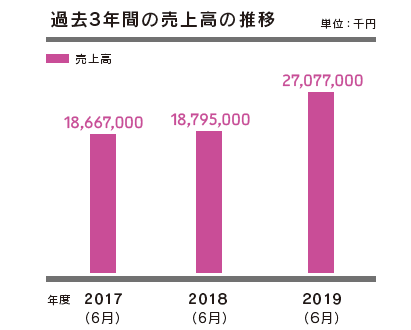 過去3年間の売上高の推移
単位：千円
売上高
27,077,000
18,667,000
18,795,000
年度 2017 2018 2019
(6月) (6月) (6月)